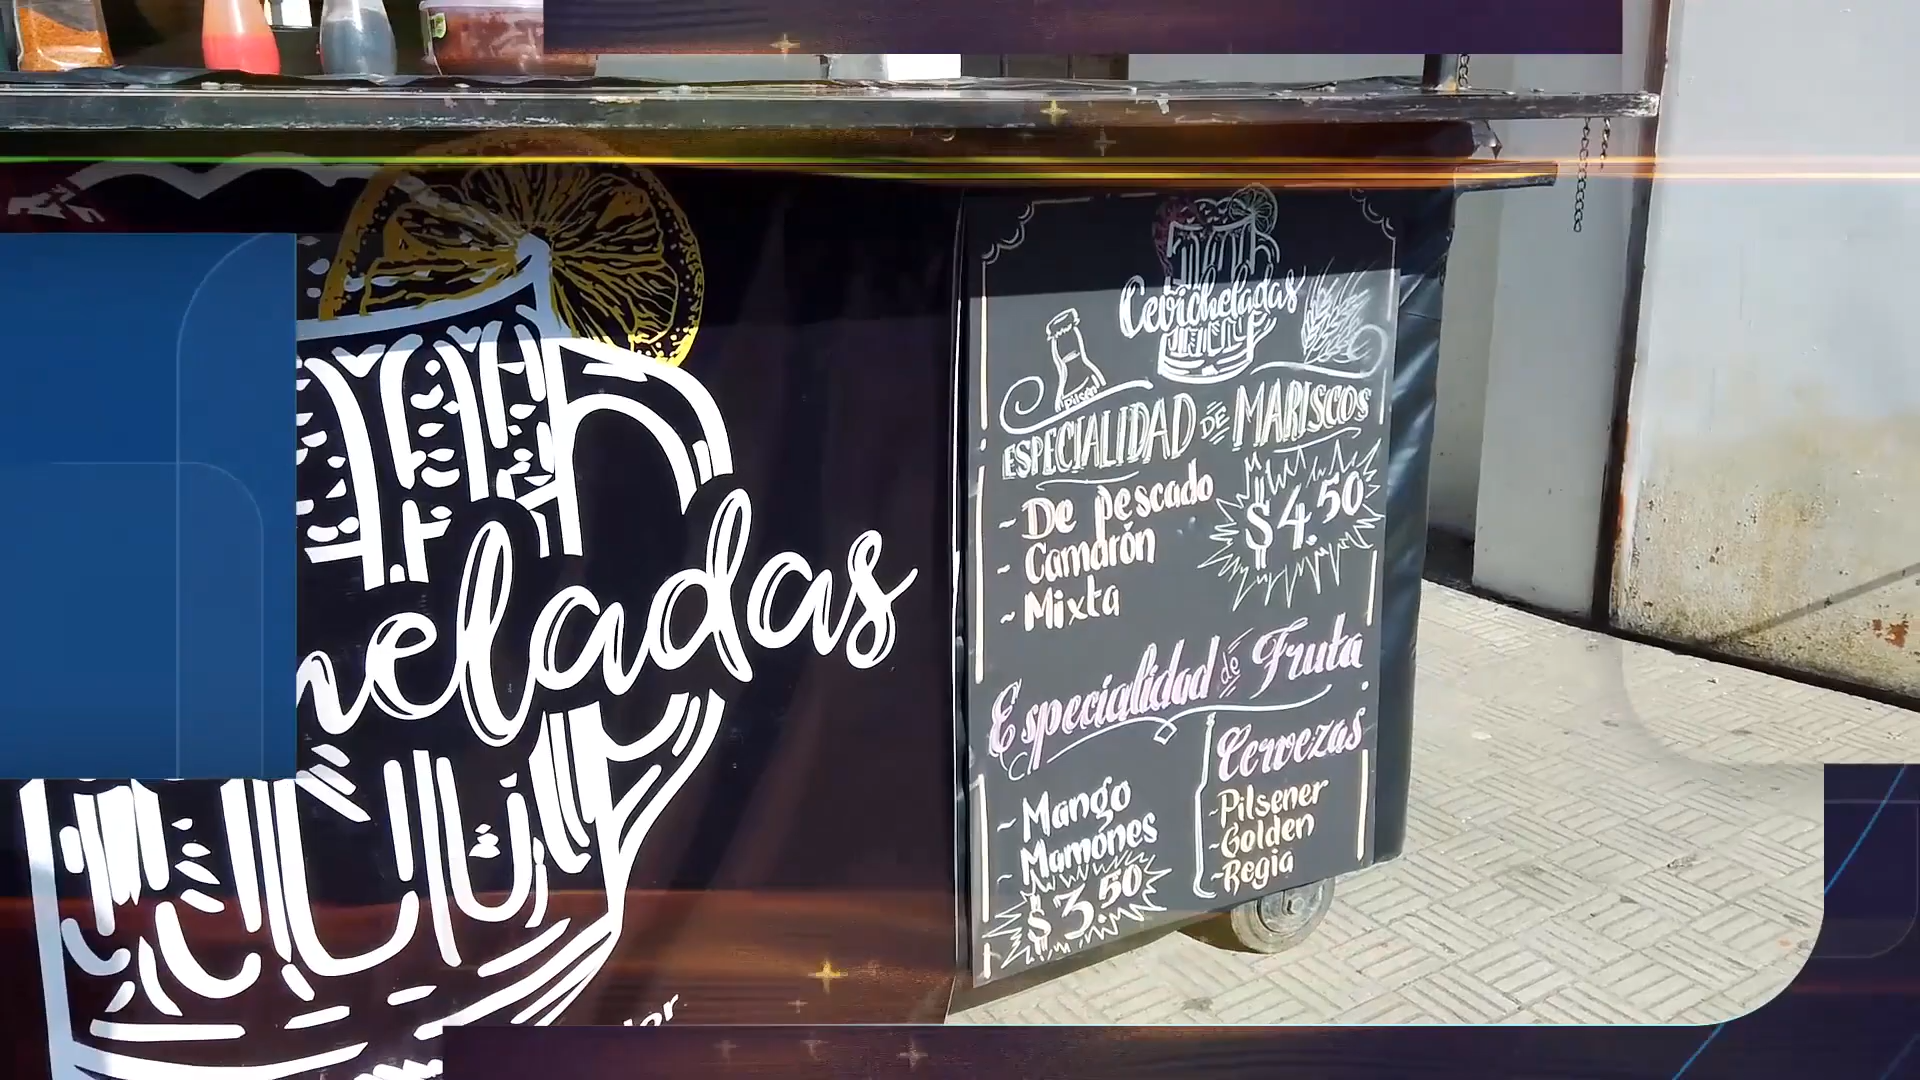 heladas
Cevicheladas
Pilsen
ESPECIALIDAD DE MARISCOS
~ De pescado
~ Camarón
~ Mixta
$4.50
Especialidad de Fruta
~ Mango
~ Mamones
$3.50
Cervezas
~Pilsener
~Golden
~Regia